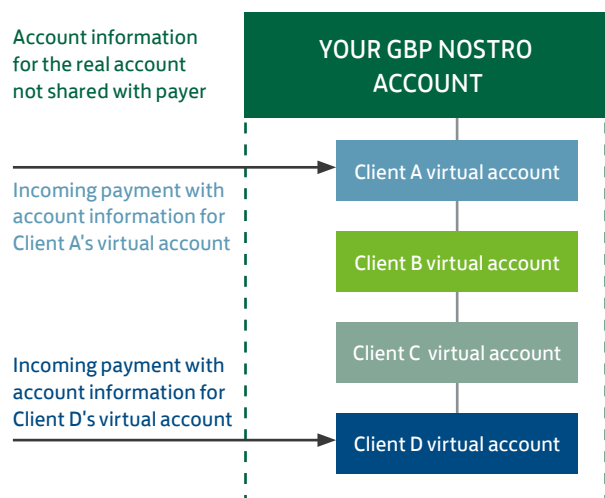 Account information
for the real account
not shared with payer
YOUR GBP NOSTRO
ACCOUNT
Client A virtual account
Incoming payment with
account information for
Client A's virtual account
Client B virtual account
Client C virtual account
Incoming payment with
account information for
Client D's virtual account
Client D virtual account